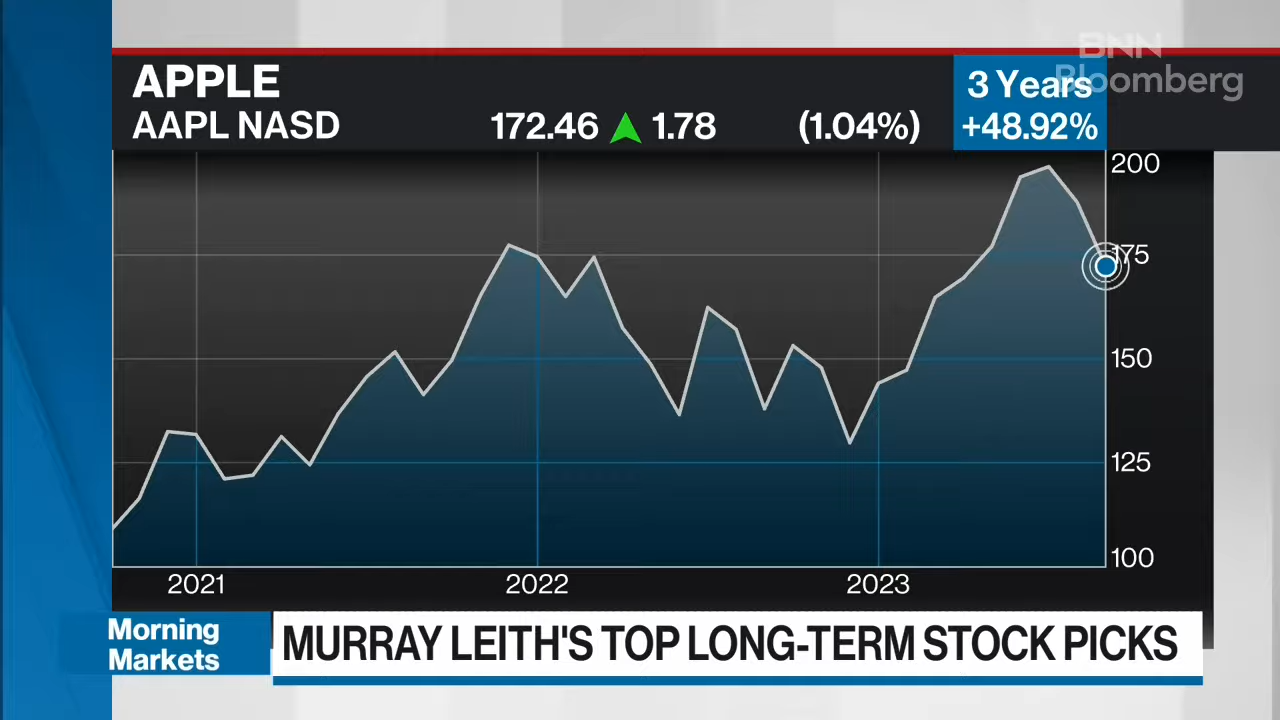 BNN
Bloomberg
APPLE
AAPL NASD
172.46 ▲ 1.78 (1.04%)
3 Years
+48.92%
200
175
150
125
100
2021 2022 2023
Morning
Markets
MURRAY LEITH'S TOP LONG-TERM STOCK PICKS